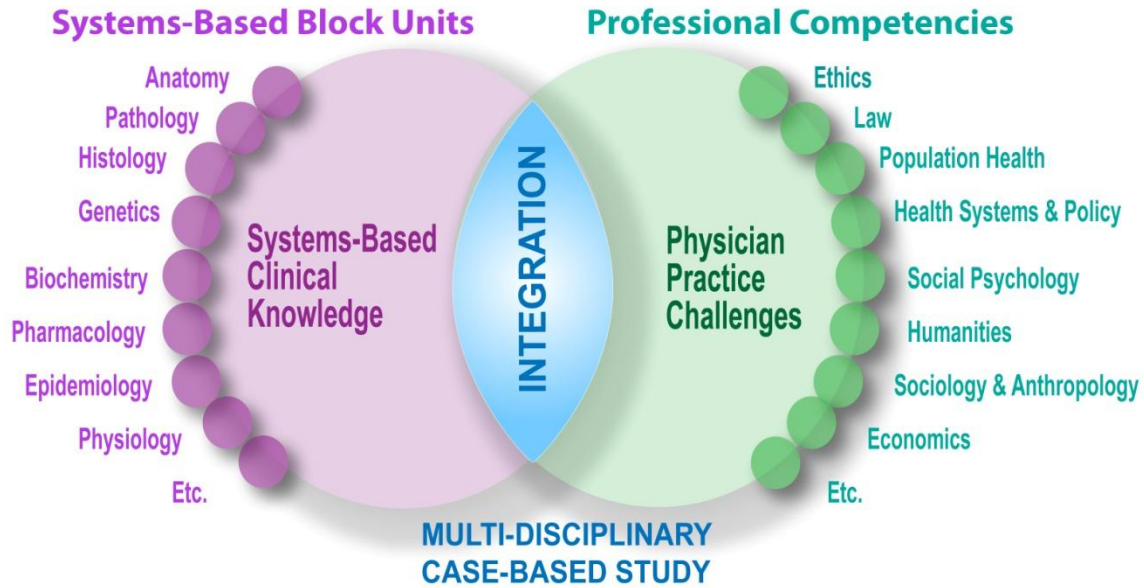 Systems-Based Block Units
Anatomy
Pathology
Histology
Genetics
Biochemistry
Pharmacology
Epidemiology
Physiology
Etc.
Systems-Based
Clinical
Knowledge
INTEGRATION
Professional Competencies
Physician
Practice
Challenges
Ethics
Law
Population Health
Health Systems & Policy
Social Psychology
Humanities
Sociology & Anthropology
Economics
Etc.
MULTI-DISCIPLINARY
CASE-BASED STUDY